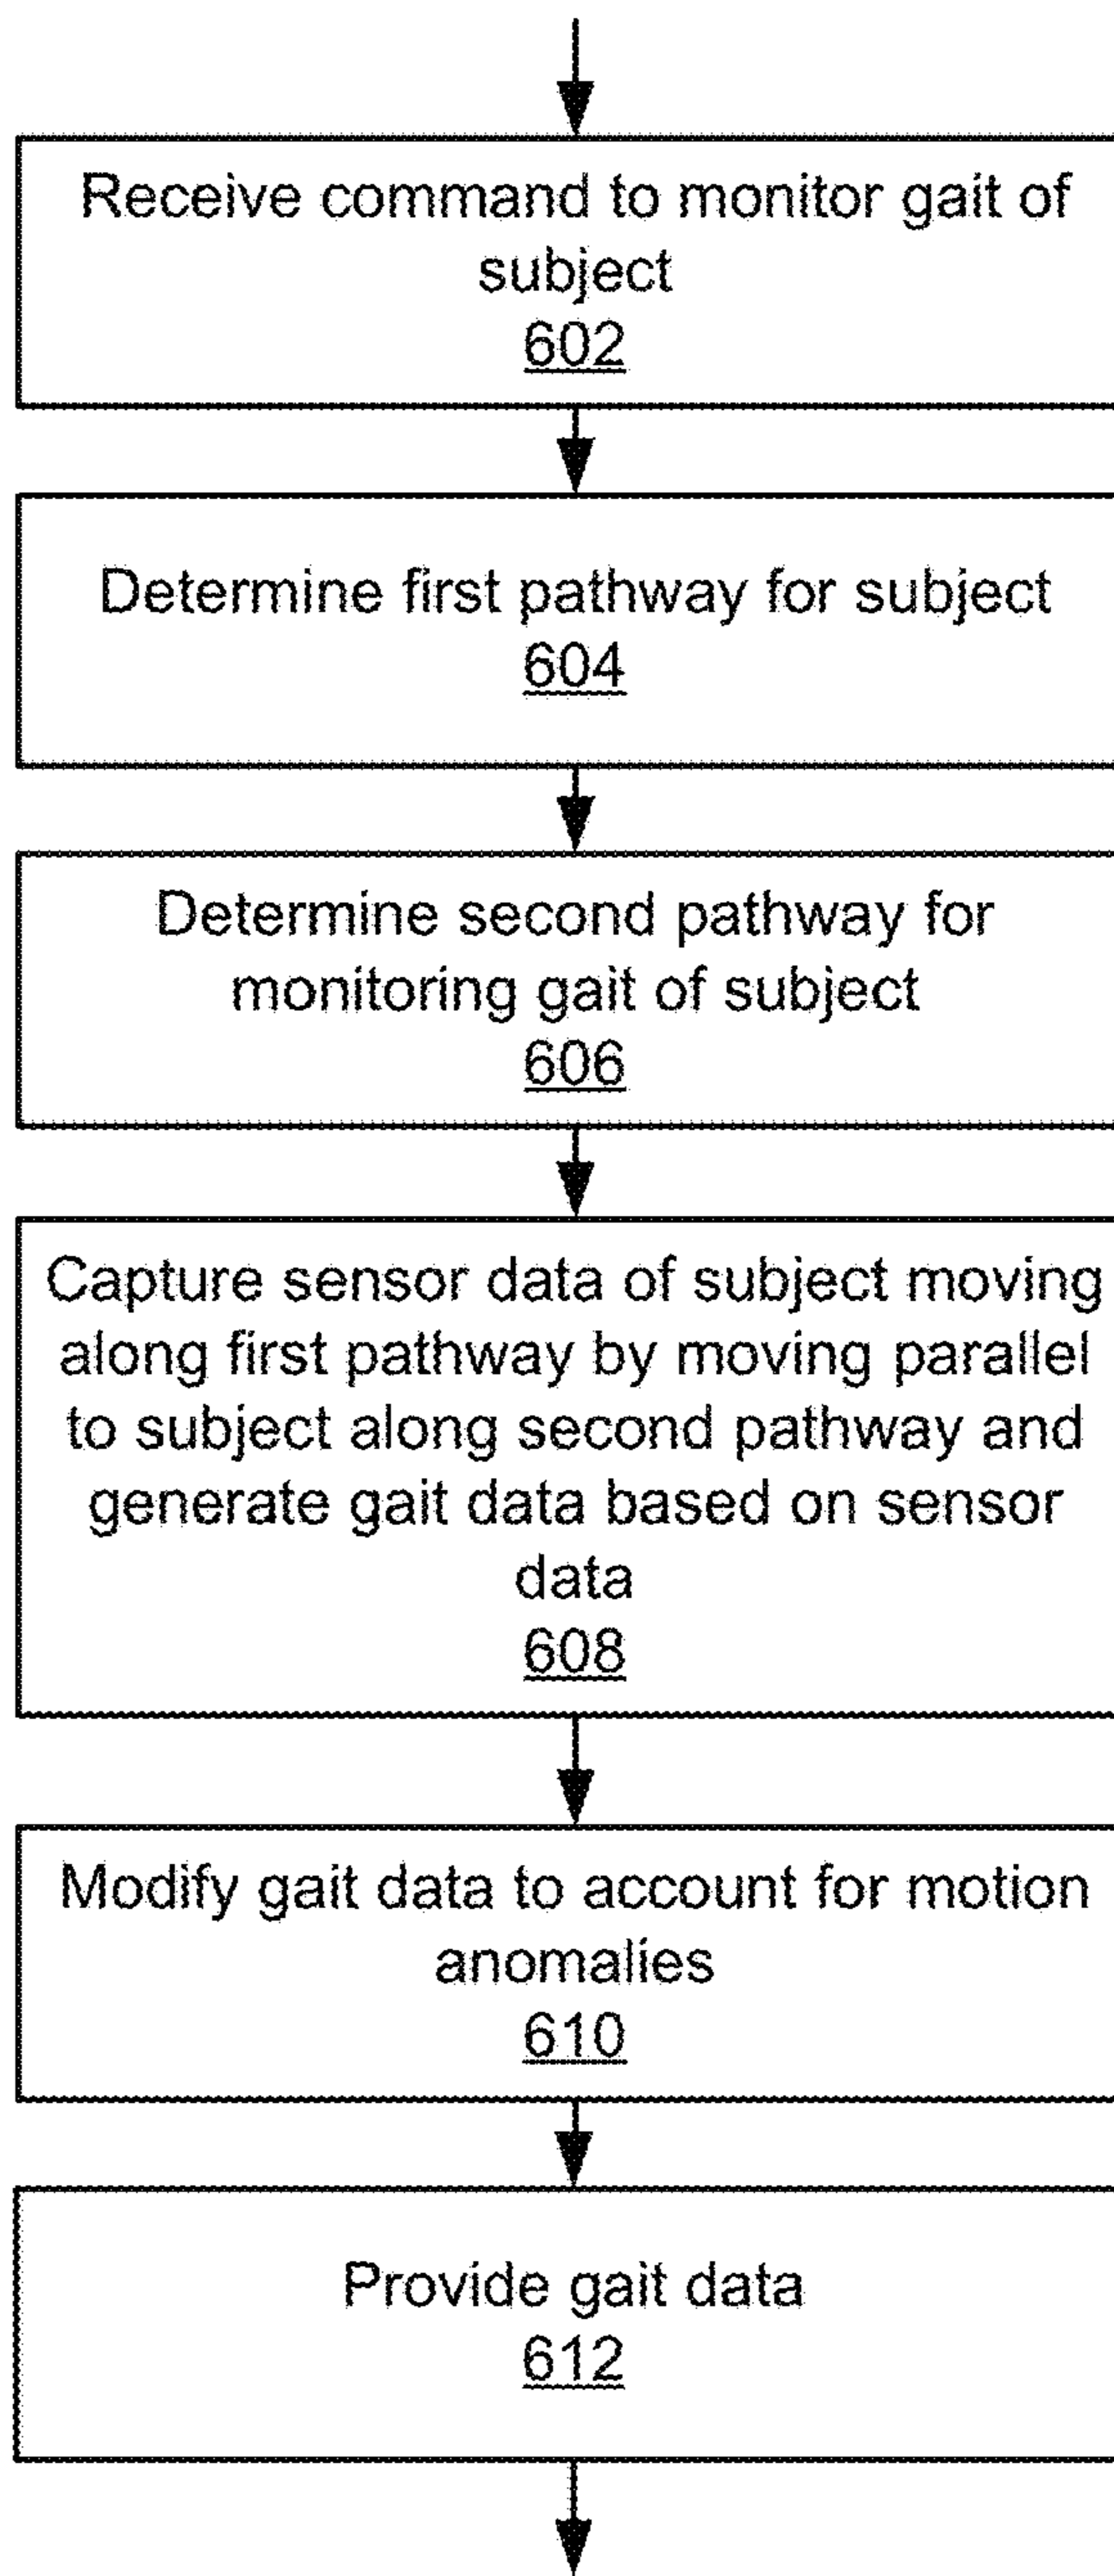 Receive command to monitor gait of
subject
602
Determine first pathway for subject
604
Determine second pathway for
monitoring gait of subject
606
Capture sensor data of subject moving
along first pathway by moving parallel
to subject along second pathway and
generate gait data based on sensor
data
608
Modify gait data to account for motion
anomalies
610
Provide gait data
612